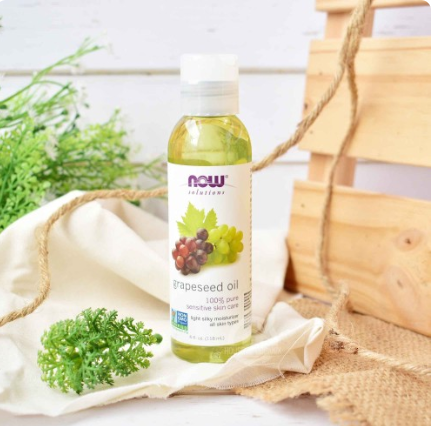 NOW
solutions
grapeseed oil
100% pure
sensitive skin care
light silky moisturizer
all skin types